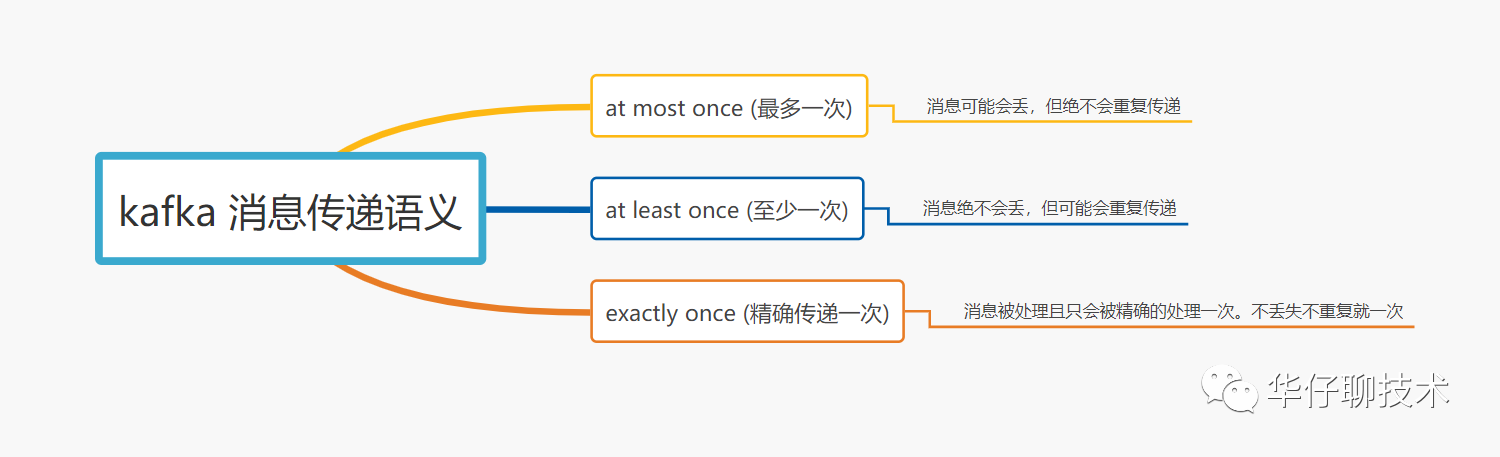 at most once (最多一次)
消息可能会丢，但绝不会重复传递
kafka 消息传递语义
at least once (至少一次)
消息绝不会丢，但可能会重复传递
exactly once (精确传递一次)
消息被处理且只会被精确的处理一次。不丢失不重复就一次
华仔聊技术